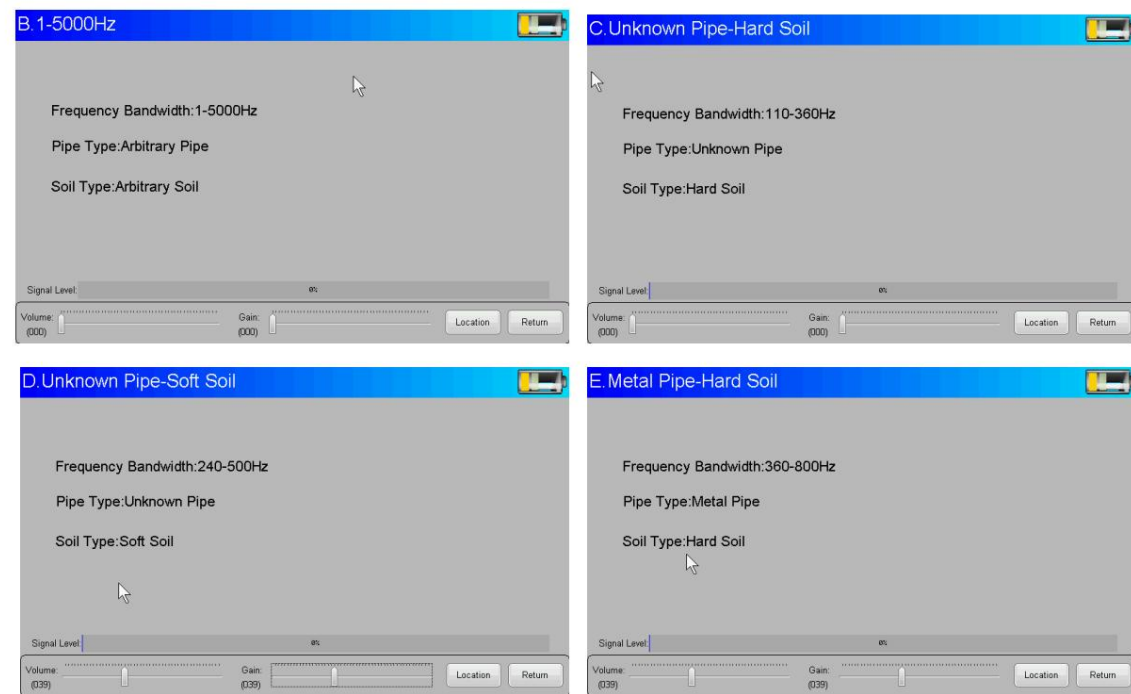 B.1-5000Hz
Frequency Bandwidth:1-5000Hz
Pipe Type:Arbitrary Pipe
Soil Type:Arbitrary Soil
Signal Level:
0%
Volume:
(000)
Gain:
(000)
Location
Return
C.Unknown Pipe-Hard Soil
Frequency Bandwidth:110-360Hz
Pipe Type:Unknown Pipe
Soil Type:Hard Soil
Signal Level:
0%
Volume:
(000)
Gain:
(000)
Location
Return
D.Unknown Pipe-Soft Soil
Frequency Bandwidth:240-500Hz
Pipe Type:Unknown Pipe
Soil Type:Soft Soil
Signal Level:
0%
Volume:
(039)
Gain:
(039)
Location
Return
E.Metal Pipe-Hard Soil
Frequency Bandwidth:360-800Hz
Pipe Type:Metal Pipe
Soil Type:Hard Soil
Signal Level:
0%
Volume:
(039)
Gain:
(039)
Location
Return